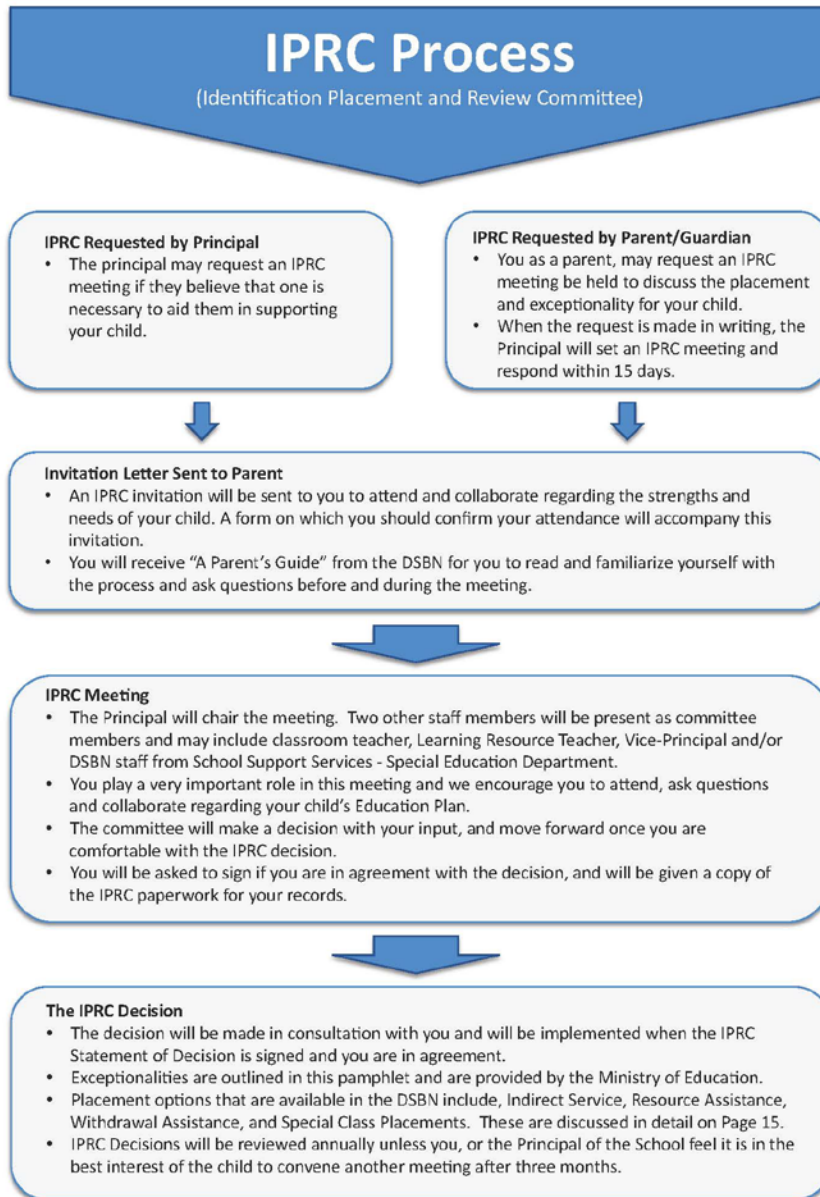 IPRC Process
(Identification Placement and Review Committee)
IPRC Requested by Principal
• The principal may request an IPRC
meeting if they believe that one is
necessary to aid them in supporting
your child.
IPRC Requested by Parent/Guardian
• You as a parent, may request an IPRC
meeting be held to discuss the placement
and exceptionality for your child.
• When the request is made in writing, the
Principal will set an IPRC meeting and
respond within 15 days.
Invitation Letter Sent to Parent
• An IPRC invitation will be sent to you to attend and collaborate regarding the strengths and
needs of your child. A form on which you should confirm your attendance will accompany this
invitation.
• You will receive “A Parent’s Guide” from the DSBN for you to read and familiarize yourself with
the process and ask questions before and during the meeting.
IPRC Meeting
• The Principal will chair the meeting. Two other staff members will be present as committee
members and may include classroom teacher, Learning Resource Teacher, Vice-Principal and/or
DSBN staff from School Support Services - Special Education Department.
• You play a very important role in this meeting and we encourage you to attend, ask questions
and collaborate regarding your child’s Education Plan.
• The committee will make a decision with your input, and move forward once you are
comfortable with the IPRC decision.
• You will be asked to sign if you are in agreement with the decision, and will be given a copy of
the IPRC paperwork for your records.
The IPRC Decision
• The decision will be made in consultation with you and will be implemented when the IPRC
Statement of Decision is signed and you are in agreement.
• Exceptionalities are outlined in this pamphlet and are provided by the Ministry of Education.
• Placement options that are available in the DSBN include, Indirect Service, Resource Assistance,
Withdrawal Assistance, and Special Class Placements. These are discussed in detail on Page 15.
• IPRC Decisions will be reviewed annually unless you, or the Principal of the School feel it is in the
best interest of the child to convene another meeting after three months.